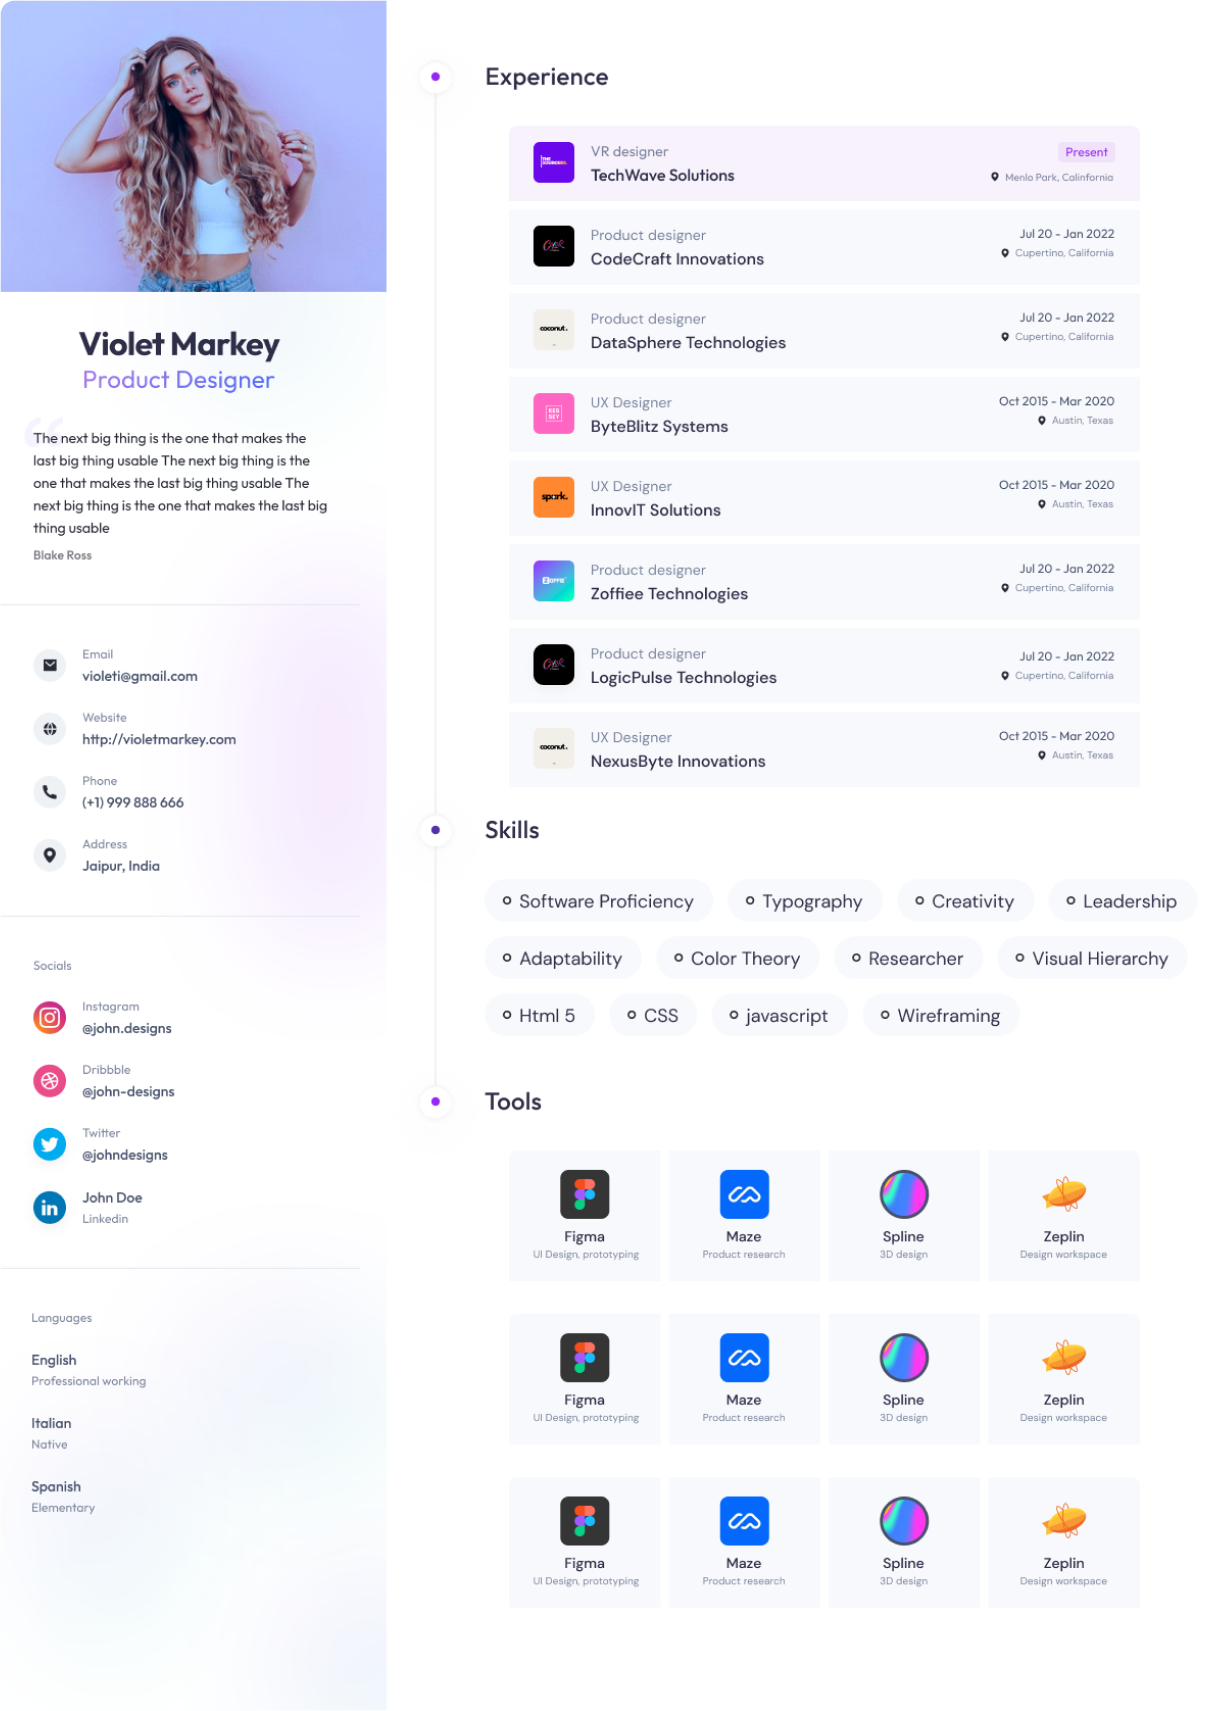 Violet Markey
Product Designer
“
The next big thing is the one that makes the
last big thing usable The next big thing is the
one that makes the last big thing usable The
next big thing is the one that makes the last big
thing usable
Blake Ross
Email
violeti@gmail.com
Website
http://violetmarkey.com
Phone
(+1) 999 888 666
Address
Jaipur, India
Socials
Instagram
@john.designs
Dribbble
@john-designs
Twitter
@johndesigns
John Doe
Linkedin
Languages
English
Professional working
Italian
Native
Spanish
Elementary
Experience
VR designer
TechWave Solutions
Present
Menlo Park, Calinfornia
Product designer
CodeCraft Innovations
Jul 20 - Jan 2022
Cupertino, California
coconut.
Product designer
DataSphere Technologies
Jul 20 - Jan 2022
Cupertino, California
UX Designer
ByteBlitz Systems
Oct 2015 - Mar 2020
Austin, Texas
spark.
UX Designer
InnovIT Solutions
Oct 2015 - Mar 2020
Austin, Texas
Product designer
Zoffiee Technologies
Jul 20 - Jan 2022
Cupertino, California
Product designer
LogicPulse Technologies
Jul 20 - Jan 2022
Cupertino, California
coconut.
UX Designer
NexusByte Innovations
Oct 2015 - Mar 2020
Austin, Texas
Skills
Software Proficiency Typography Creativity Leadership
Adaptability Color Theory Researcher Visual Hierarchy
Html 5 CSS javascript Wireframing
Tools
Figma Maze Spline Zeplin
UI Design, prototyping Product research 3D design Design workspace
Figma Maze Spline Zeplin
UI Design, prototyping Product research 3D design Design workspace
Figma Maze Spline Zeplin
UI Design, prototyping Product research 3D design Design workspace